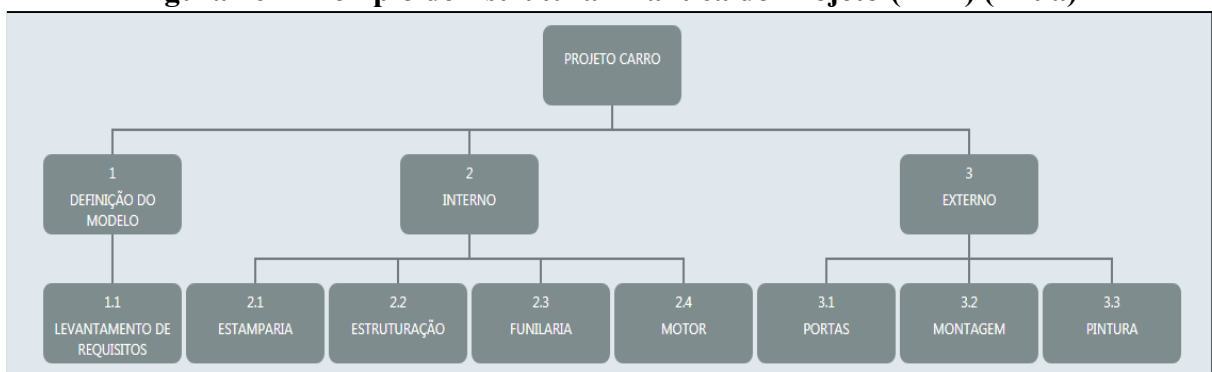 PROJETO CARRO
1
DEFINIÇÃO DO
MODELO
2
INTERNO
3
EXTERNO
1.1
LEVANTAMENTO DE
REQUISITOS
2.1
ESTAMPARIA
2.2
ESTRUTURAÇÃO
2.3
FUNILARIA
2.4
MOTOR
3.1
PORTAS
3.2
MONTAGEM
3.3
PINTURA